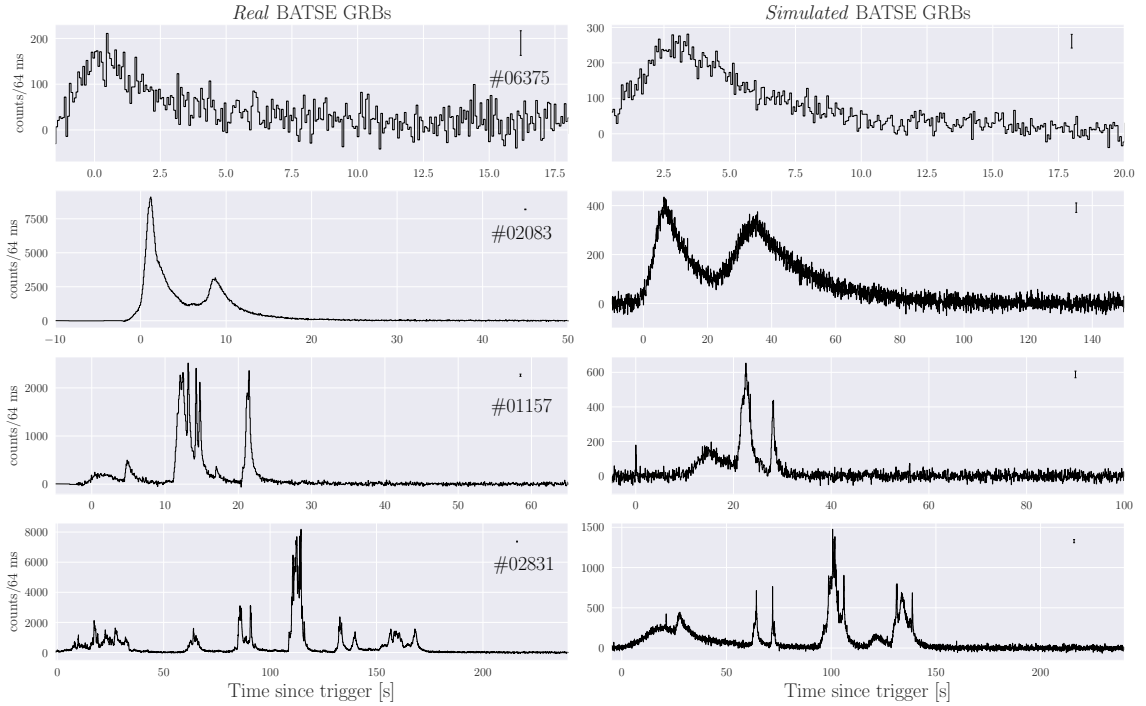 Real BATSE GRBs
Simulated BATSE GRBs
counts/64 ms
200
100
0
#06375
0.0 2.5 5.0 7.5 10.0 12.5 15.0 17.5
300
200
100
0
2.5 5.0 7.5 10.0 12.5 15.0 17.5 20.0
counts/64 ms
7500
5000
2500
0
#02083
−10 0 10 20 30 40 50
400
200
0
0 20 40 60 80 100 120 140
counts/64 ms
2000
1000
0
#01157
0 10 20 30 40 50 60
600
400
200
0
0 20 40 60 80 100
counts/64 ms
8000
6000
4000
2000
0
#02831
0 50 100 150 200
Time since trigger [s]
1500
1000
500
0
0 50 100 150 200
Time since trigger [s]